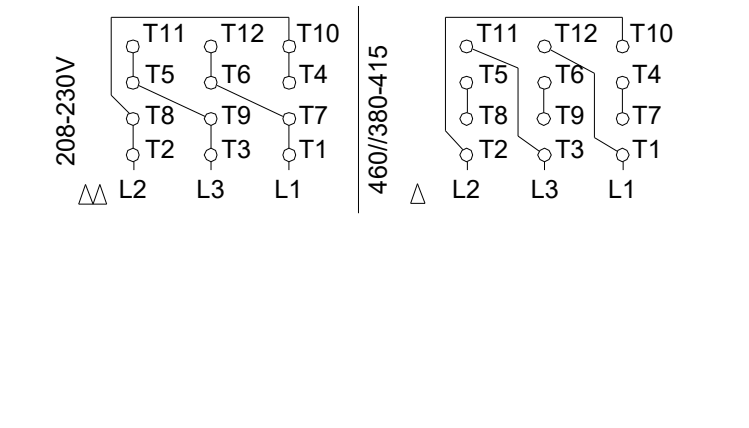 208-230V
T11 T12 T10
T5 T6 T4
T8 T9 T7
T2 T3 T1
L2 L3 L1
460//380-415
T11 T12 T10
T5 T6 T4
T8 T9 T7
T2 T3 T1
L2 L3 L1